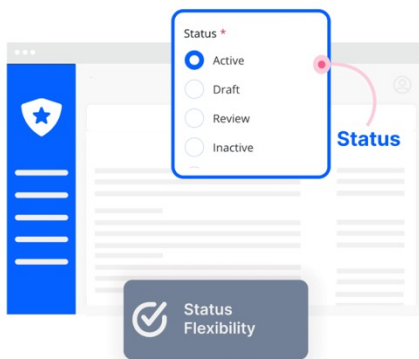 Status *
Active
Draft
Review
Inactive
Status
Status
Flexibility